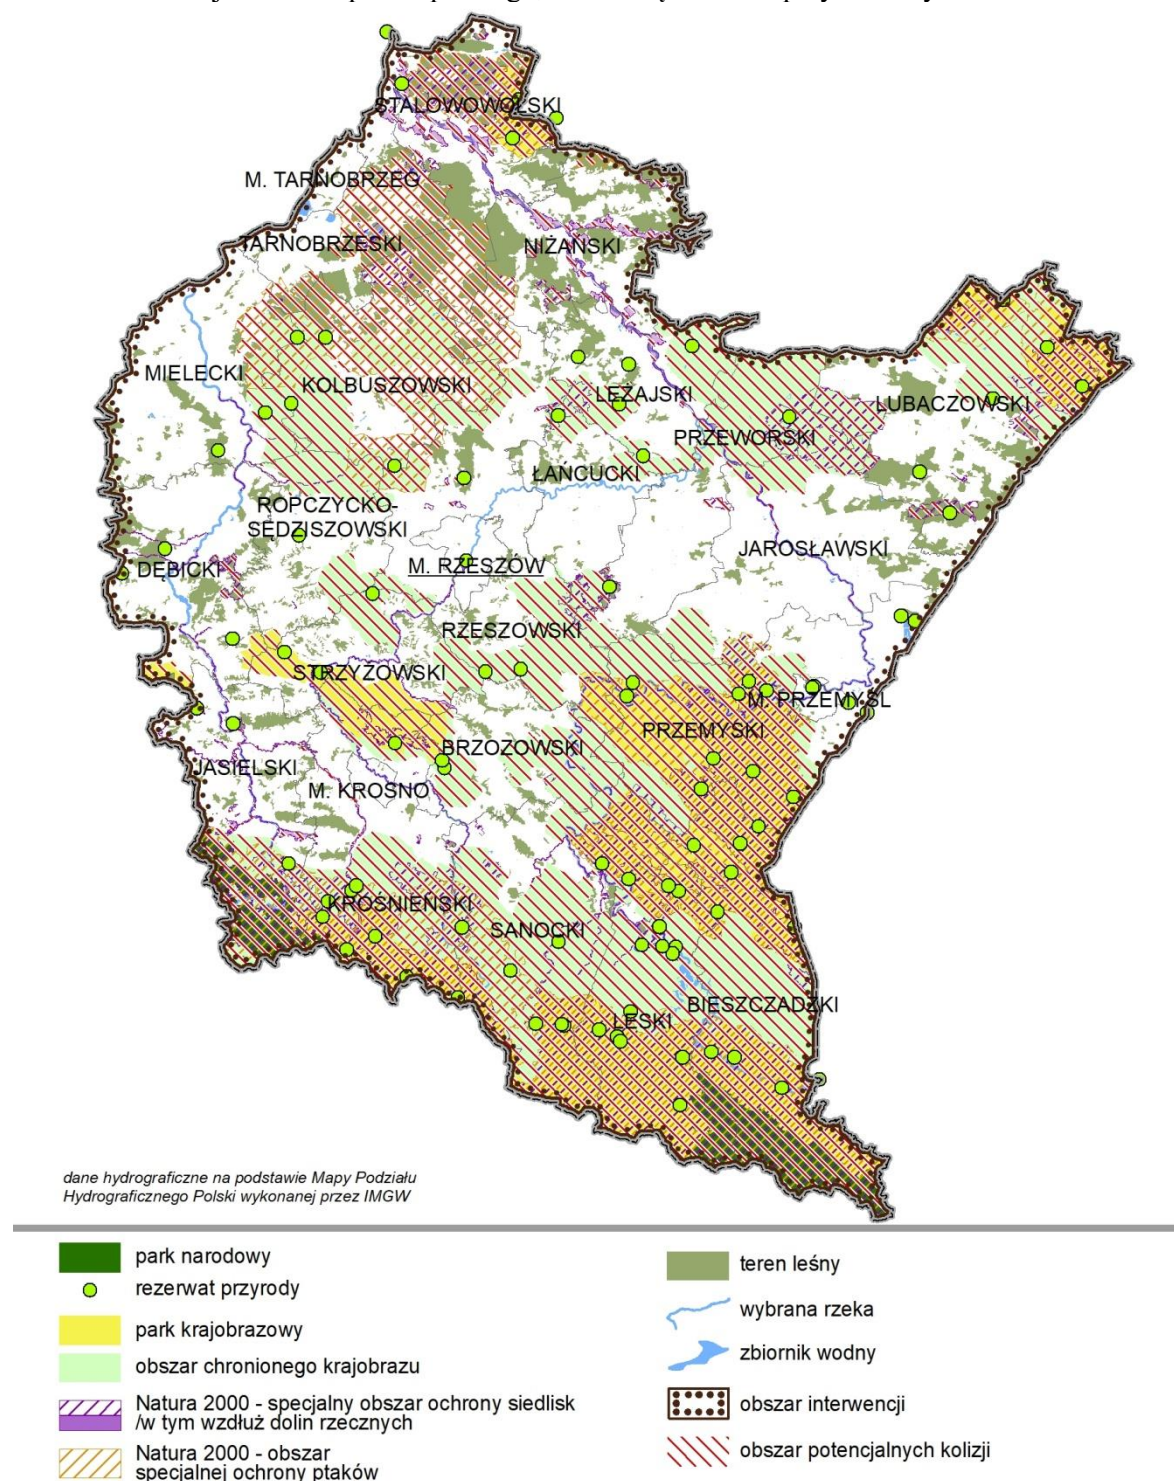 STALOWOWOLSKI
M. TARNOBRZEG
TARNOBRZESKI
NIŻAŃSKI
MIELECKI
KOLBUSZOWSKI
LEŻAJSKI
LUBACZOWSKI
PRZEWORSKI
ŁAŃCUCKI
ROPCZYCKO-
SĘDZISZOWSKI
JAROSŁAWSKI
DĘBICKI
M. RZESZÓW
RZESZOWSKI
STRZYŻOWSKI
M. PRZEMYŚL
PRZEMYSKI
BRZOZOWSKI
JASIELSKI
M. KROSNO
KROŚNIEŃSKI
SANOCKI
BIESZCZADZKI
LESKI
dane hydrograficzne na podstawie Mapy Podziału
Hydrograficznego Polski wykonanej przez IMGW
park narodowy
rezerwat przyrody
park krajobrazowy
obszar chronionego krajobrazu
Natura 2000 - specjalny obszar ochrony siedlisk
/w tym wzdłuż dolin rzecznych
Natura 2000 - obszar
specjalnej ochrony ptaków
teren leśny
wybrana rzeka
zbiornik wodny
obszar interwencji
obszar potencjalnych kolizji